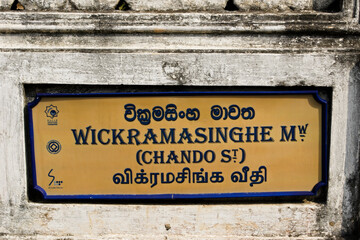 වික්‍රමසිංහ මාවත
WICKRAMASINGHE Mw.
(CHANDO ST.)
விக்ரமசிங்க வீதி